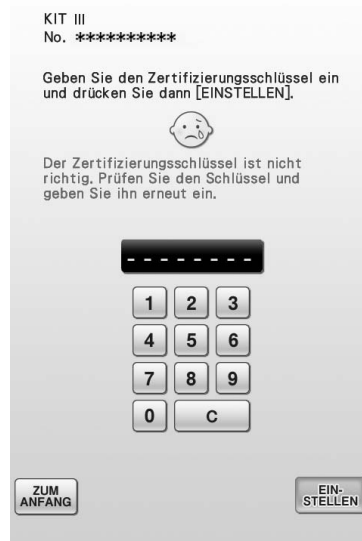 KIT III
No. **********
Geben Sie den Zertifizierungsschlüssel ein
und drücken Sie dann [EINSTELLEN].
Der Zertifizierungsschlüssel ist nicht
richtig. Prüfen Sie den Schlüssel und
geben Sie ihn erneut ein.
- - - - - - - -
1 2 3
4 5 6
7 8 9
0 C
ZUM
ANFANG
EIN-
STELLEN